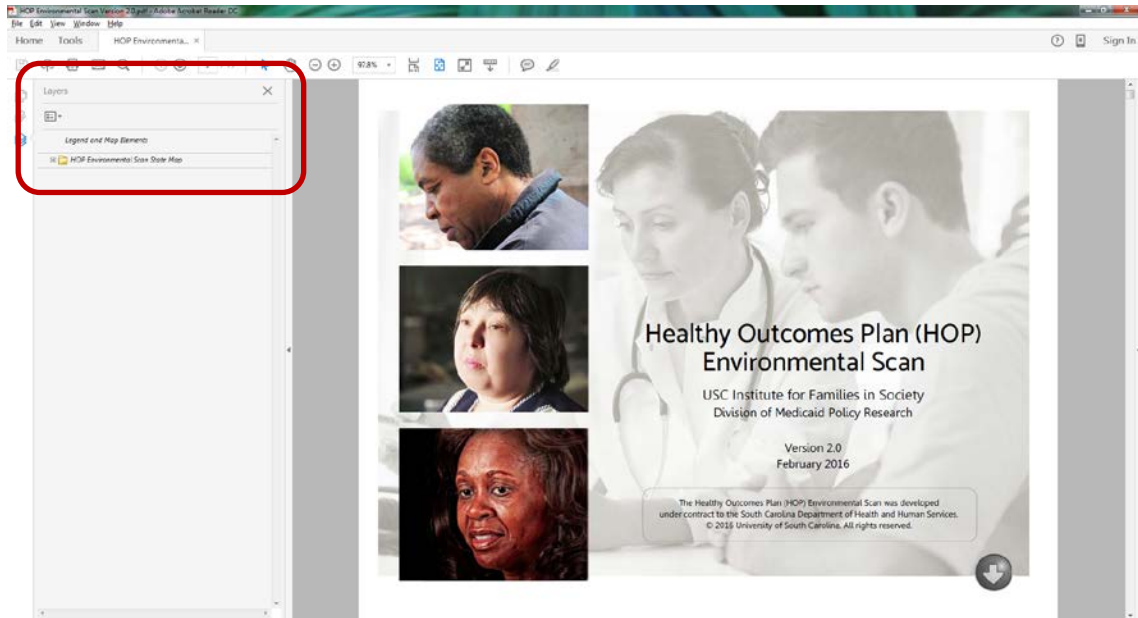 HOP Environmental Scan Version 2.0.pdf - Adobe Acrobat Reader DC
File Edit View Window Help
Home Tools HOP Environmenta... × Sign In
92.8%
Layers
Legend and Map Elements
HOP Environmental Scan State Map
Healthy Outcomes Plan (HOP)
Environmental Scan
USC Institute for Families in Society
Division of Medicaid Policy Research
Version 2.0
February 2016
The Healthy Outcomes Plan (HOP) Environmental Scan was developed
under contract to the South Carolina Department of Health and Human Services.
© 2016 University of South Carolina. All rights reserved.